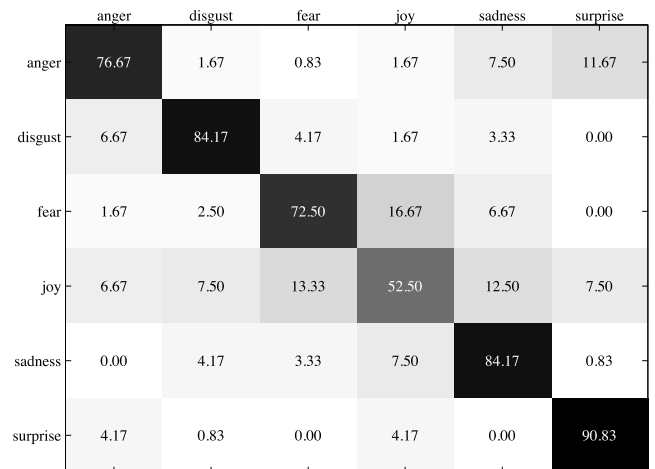 anger disgust fear joy sadness surprise
anger 76.67 1.67 0.83 1.67 7.50 11.67
disgust 6.67 84.17 4.17 1.67 3.33 0.00
fear 1.67 2.50 72.50 16.67 6.67 0.00
joy 6.67 7.50 13.33 52.50 12.50 7.50
sadness 0.00 4.17 3.33 7.50 84.17 0.83
surprise 4.17 0.83 0.00 4.17 0.00 90.83